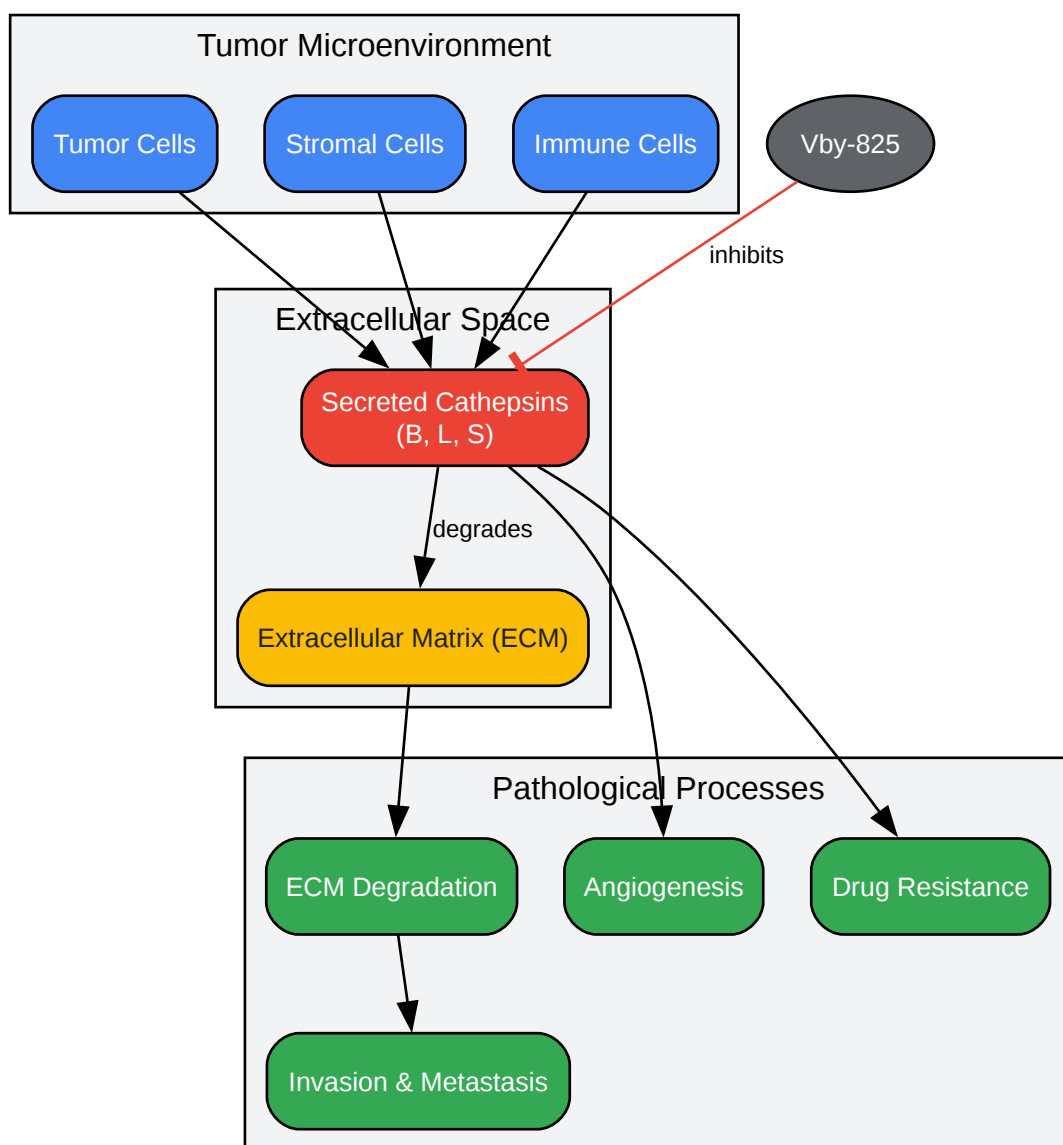 Tumor Microenvironment
Tumor Cells
Stromal Cells
Immune Cells
Vby-825
inhibits
Extracellular Space
Secreted Cathepsins
(B, L, S)
degrades
Extracellular Matrix (ECM)
Pathological Processes
ECM Degradation
Angiogenesis
Drug Resistance
Invasion & Metastasis